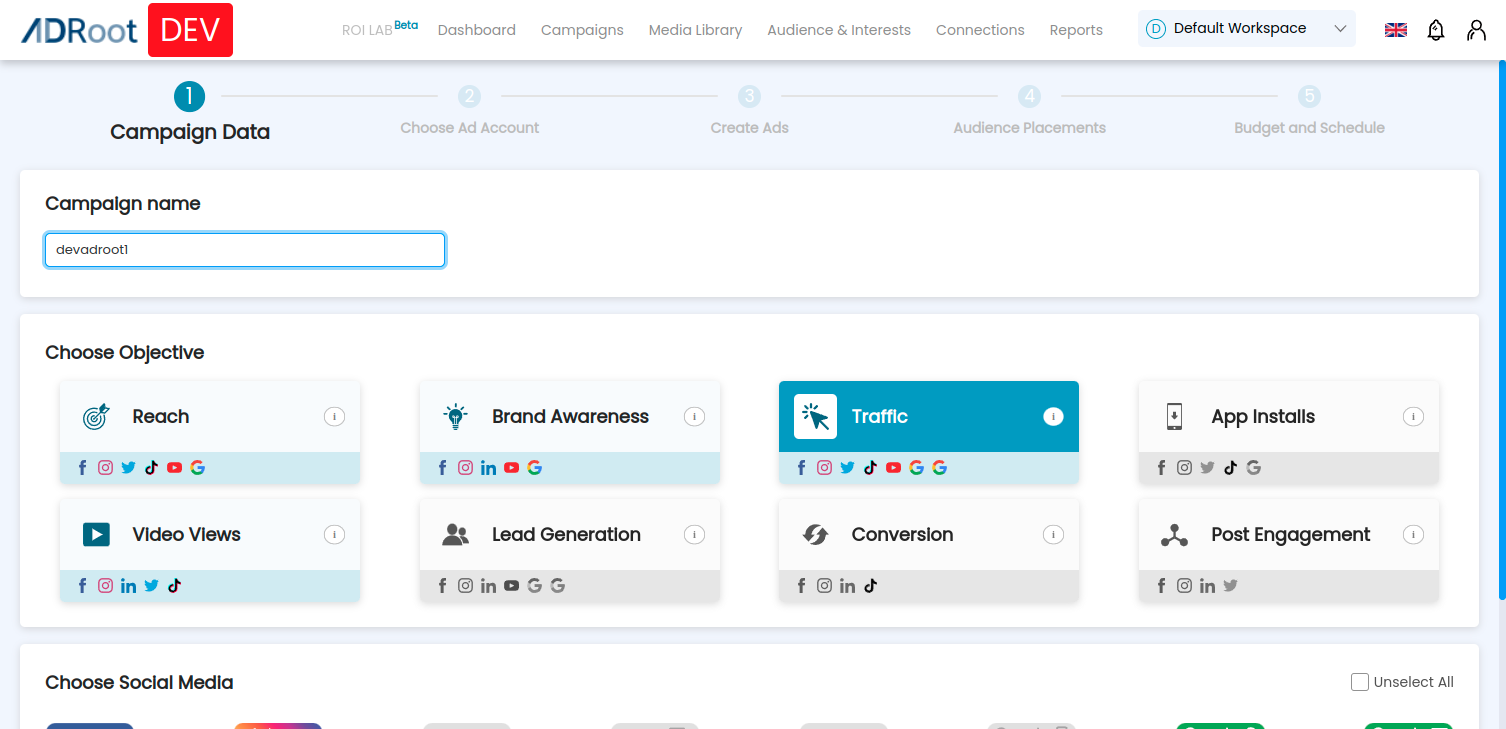 ADRoot DEV ROI LAB Beta Dashboard Campaigns Media Library Audience & Interests Connections Reports D Default Workspace
1 2 3 4 5
Campaign Data Choose Ad Account Create Ads Audience Placements Budget and Schedule
Campaign name
devadroot1
Choose Objective
Reach Brand Awareness Traffic App Installs
Video Views Lead Generation Conversion Post Engagement
Choose Social Media Unselect All